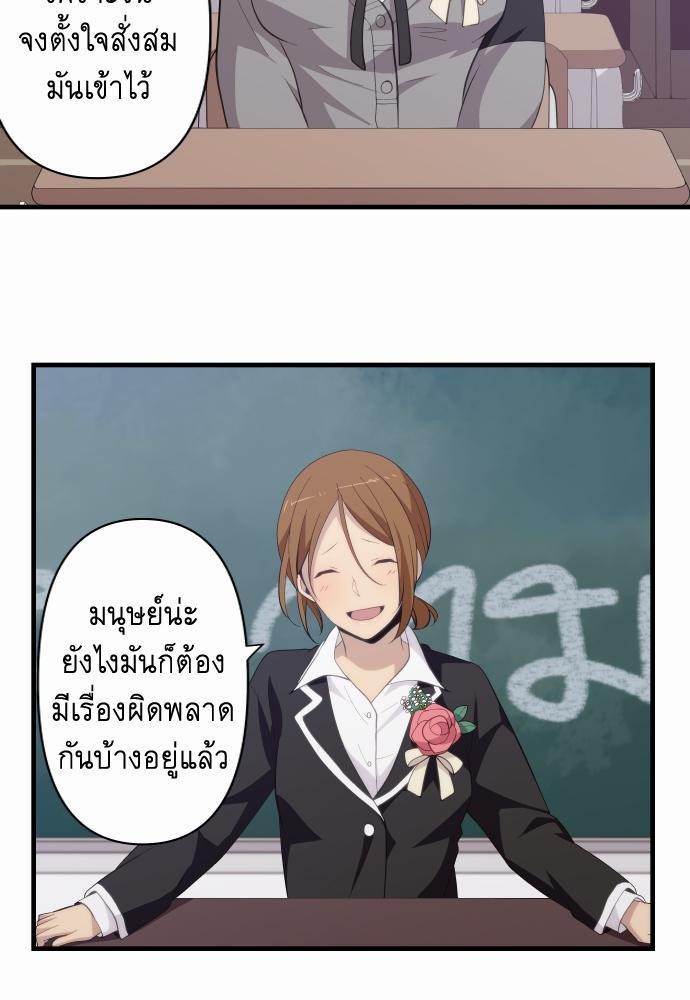 จงตั้งใจสั่งสม
มันเข้าไว้
มนุษย์น่ะ
ยังไงมันก็ต้อง
มีเรื่องผิดพลาด
กันบ้างอยู่แล้ว